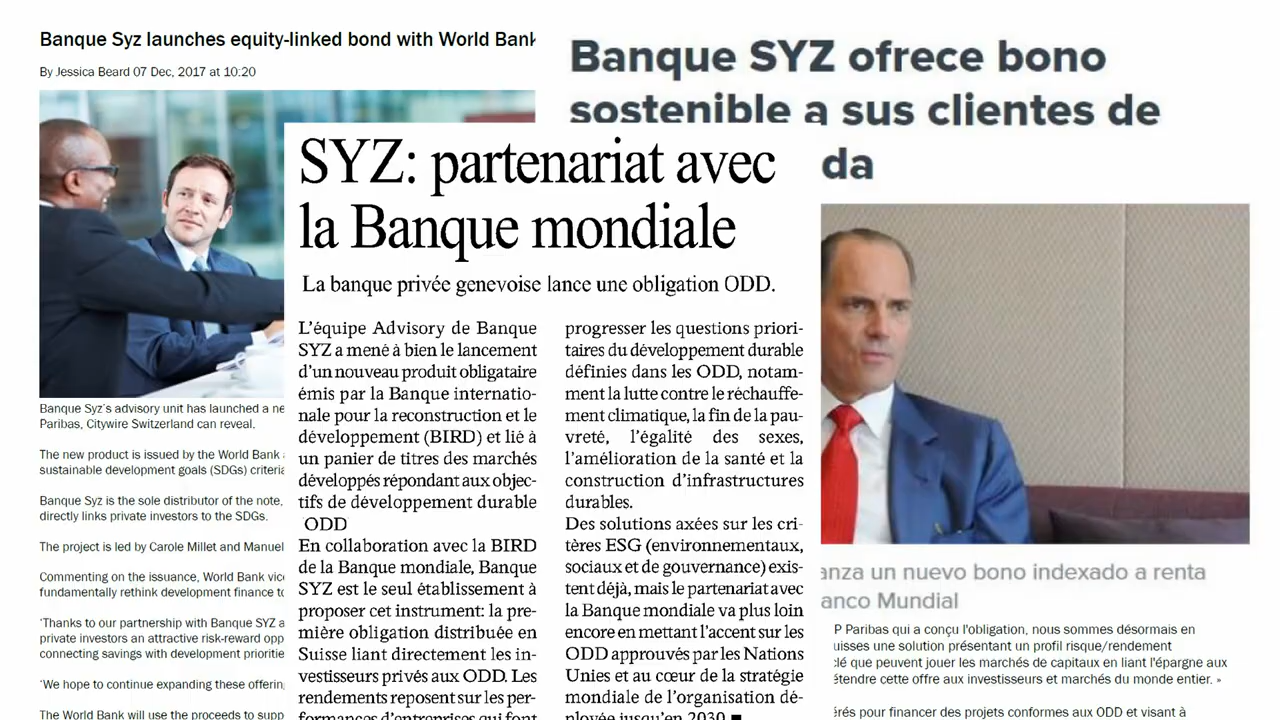 Banque Syz launches equity-linked bond with World Bank
By Jessica Beard 07 Dec, 2017 at 10:20
Banque Syz's advisory unit has launched a ne
Paribas, Citywire Switzerland can reveal.
The new product is issued by the World Bank
sustainable development goals (SDGs) criteria
Banque Syz is the sole distributor of the note,
directly links private investors to the SDGs.
The project is led by Carole Millet and Manuel
Commenting on the issuance, World Bank vice
fundamentally rethink development finance to
'Thanks to our partnership with Banque SYZ a
private investors an attractive risk-reward opp
connecting savings with development prioritie
'We hope to continue expanding these offering
The World Bank will use the proceeds to supp
SYZ: partenariat avec
la Banque mondiale
La banque privée genevoise lance une obligation ODD.
L'équipe Advisory de Banque
SYZ a mené à bien le lancement
d'un nouveau produit obligataire
émis par la Banque internatio-
nale pour la reconstruction et le
développement (BIRD) et lié à
un panier de titres des marchés
développés répondant aux objec-
tifs de développement durable
ODD
En collaboration avec la BIRD
de la Banque mondiale, Banque
SYZ est le seul établissement à
proposer cet instrument: la pre-
mière obligation distribuée en
Suisse liant directement les in-
vestisseurs privés aux ODD. Les
rendements reposent sur les per-
formances d'entreprises qui font
progresser les questions priori-
taires du développement durable
définies dans les ODD, notam-
ment la lutte contre le réchauffe-
ment climatique, la fin de la pau-
vreté, l'égalité des sexes,
l'amélioration de la santé et la
construction d'infrastructures
durables.
Des solutions axées sur les cri-
tères ESG (environnementaux,
sociaux et de gouvernance) exis-
tent déjà, mais le partenariat avec
la Banque mondiale va plus loin
encore en mettant l'accent sur les
ODD approuvés par les Nations
Unies et au cœur de la stratégie
mondiale de l'organisation dé-
ployée jusqu'en 2030 ■
Banque SYZ ofrece bono
sostenible a sus clientes de
da
anza un nuevo bono indexado a renta
anco Mundial
P Paribas qui a conçu l'obligation, nous sommes désormais en
uisses une solution présentant un profil risque/rendement
clé que peuvent jouer les marchés de capitaux en liant l'épargne aux
étendre cette offre aux investisseurs et marchés du monde entier. »
érés pour financer des projets conformes aux ODD et visant à